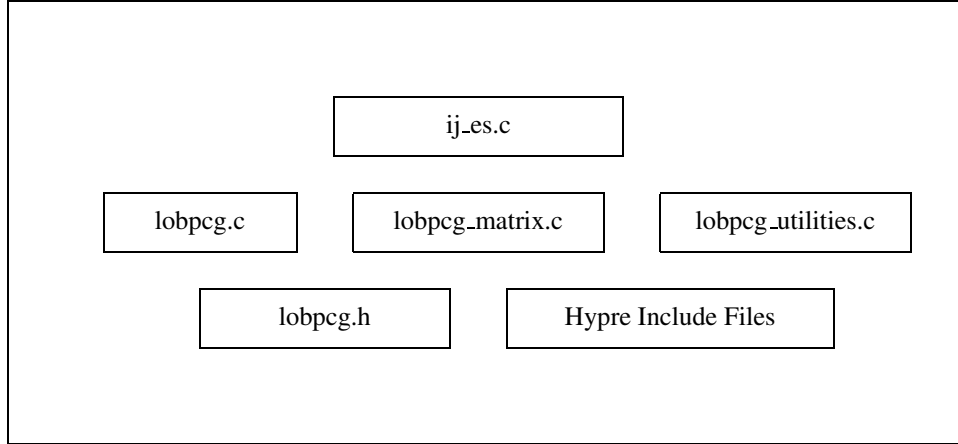 ij_es.c
lobpcg.c
lobpcg_matrix.c
lobpcg_utilities.c
lobpcg.h
Hypre Include Files